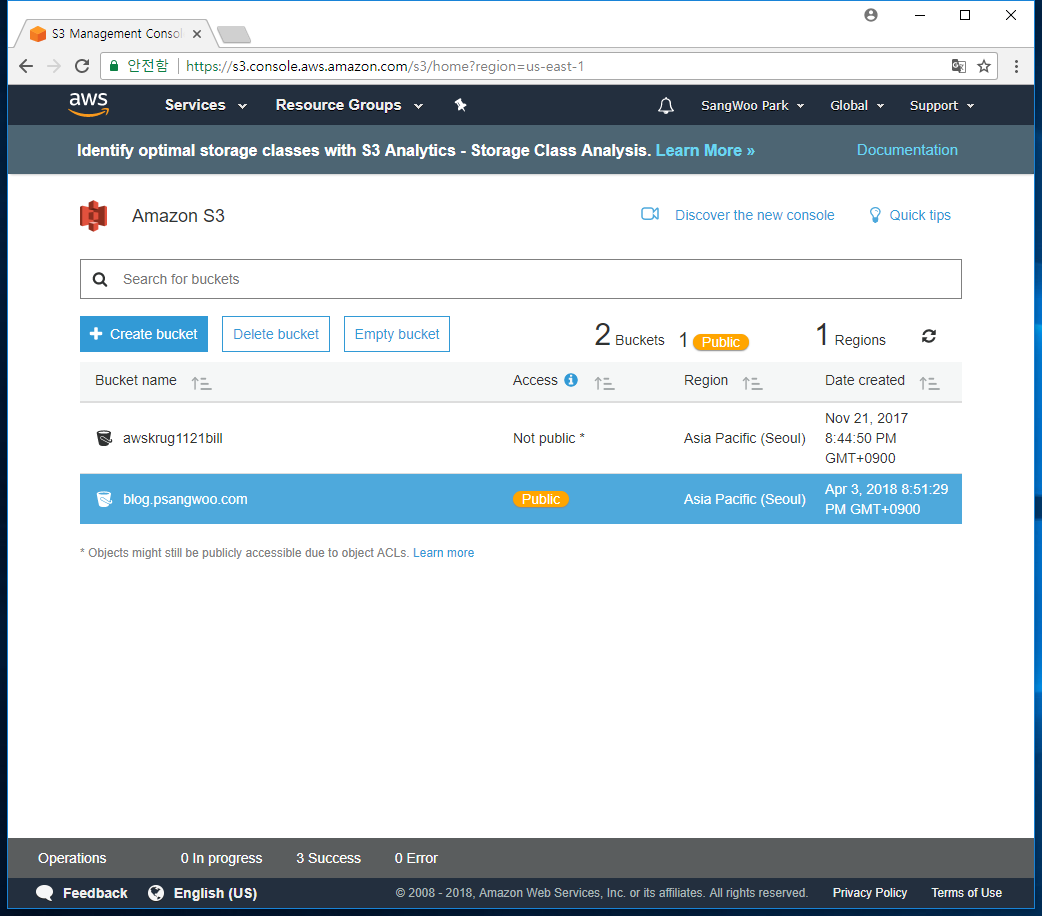 S3 Management Consol
안전함 https://s3.console.aws.amazon.com/s3/home?region=us-east-1
aws Services Resource Groups SangWoo Park Global Support
Identify optimal storage classes with S3 Analytics - Storage Class Analysis. Learn More » Documentation
Amazon S3 Discover the new console Quick tips
Search for buckets
+ Create bucket Delete bucket Empty bucket 2 Buckets 1 Public 1 Regions
Bucket name Access Region Date created
awskrug1121bill Not public * Asia Pacific (Seoul) Nov 21, 2017
8:44:50 PM
GMT+0900
blog.psangwoo.com Public Asia Pacific (Seoul) Apr 3, 2018 8:51:29
PM GMT+0900
* Objects might still be publicly accessible due to object ACLs. Learn more
Operations 0 In progress 3 Success 0 Error
Feedback English (US) © 2008 - 2018, Amazon Web Services, Inc. or its affiliates. All rights reserved. Privacy Policy Terms of Use